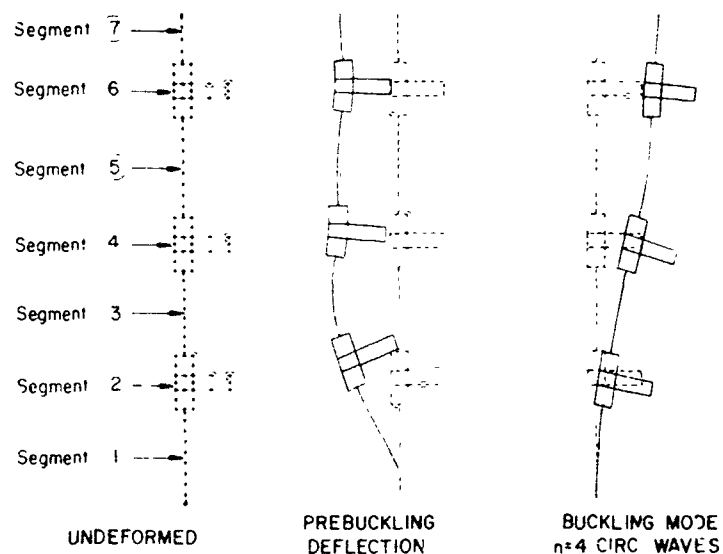 Segment 7
Segment 6
Segment 5
Segment 4
Segment 3
Segment 2
Segment 1
UNDEFORMED
PREBUCKLING
DEFLECTION
BUCKLING MODE
n=4 CIRC WAVES